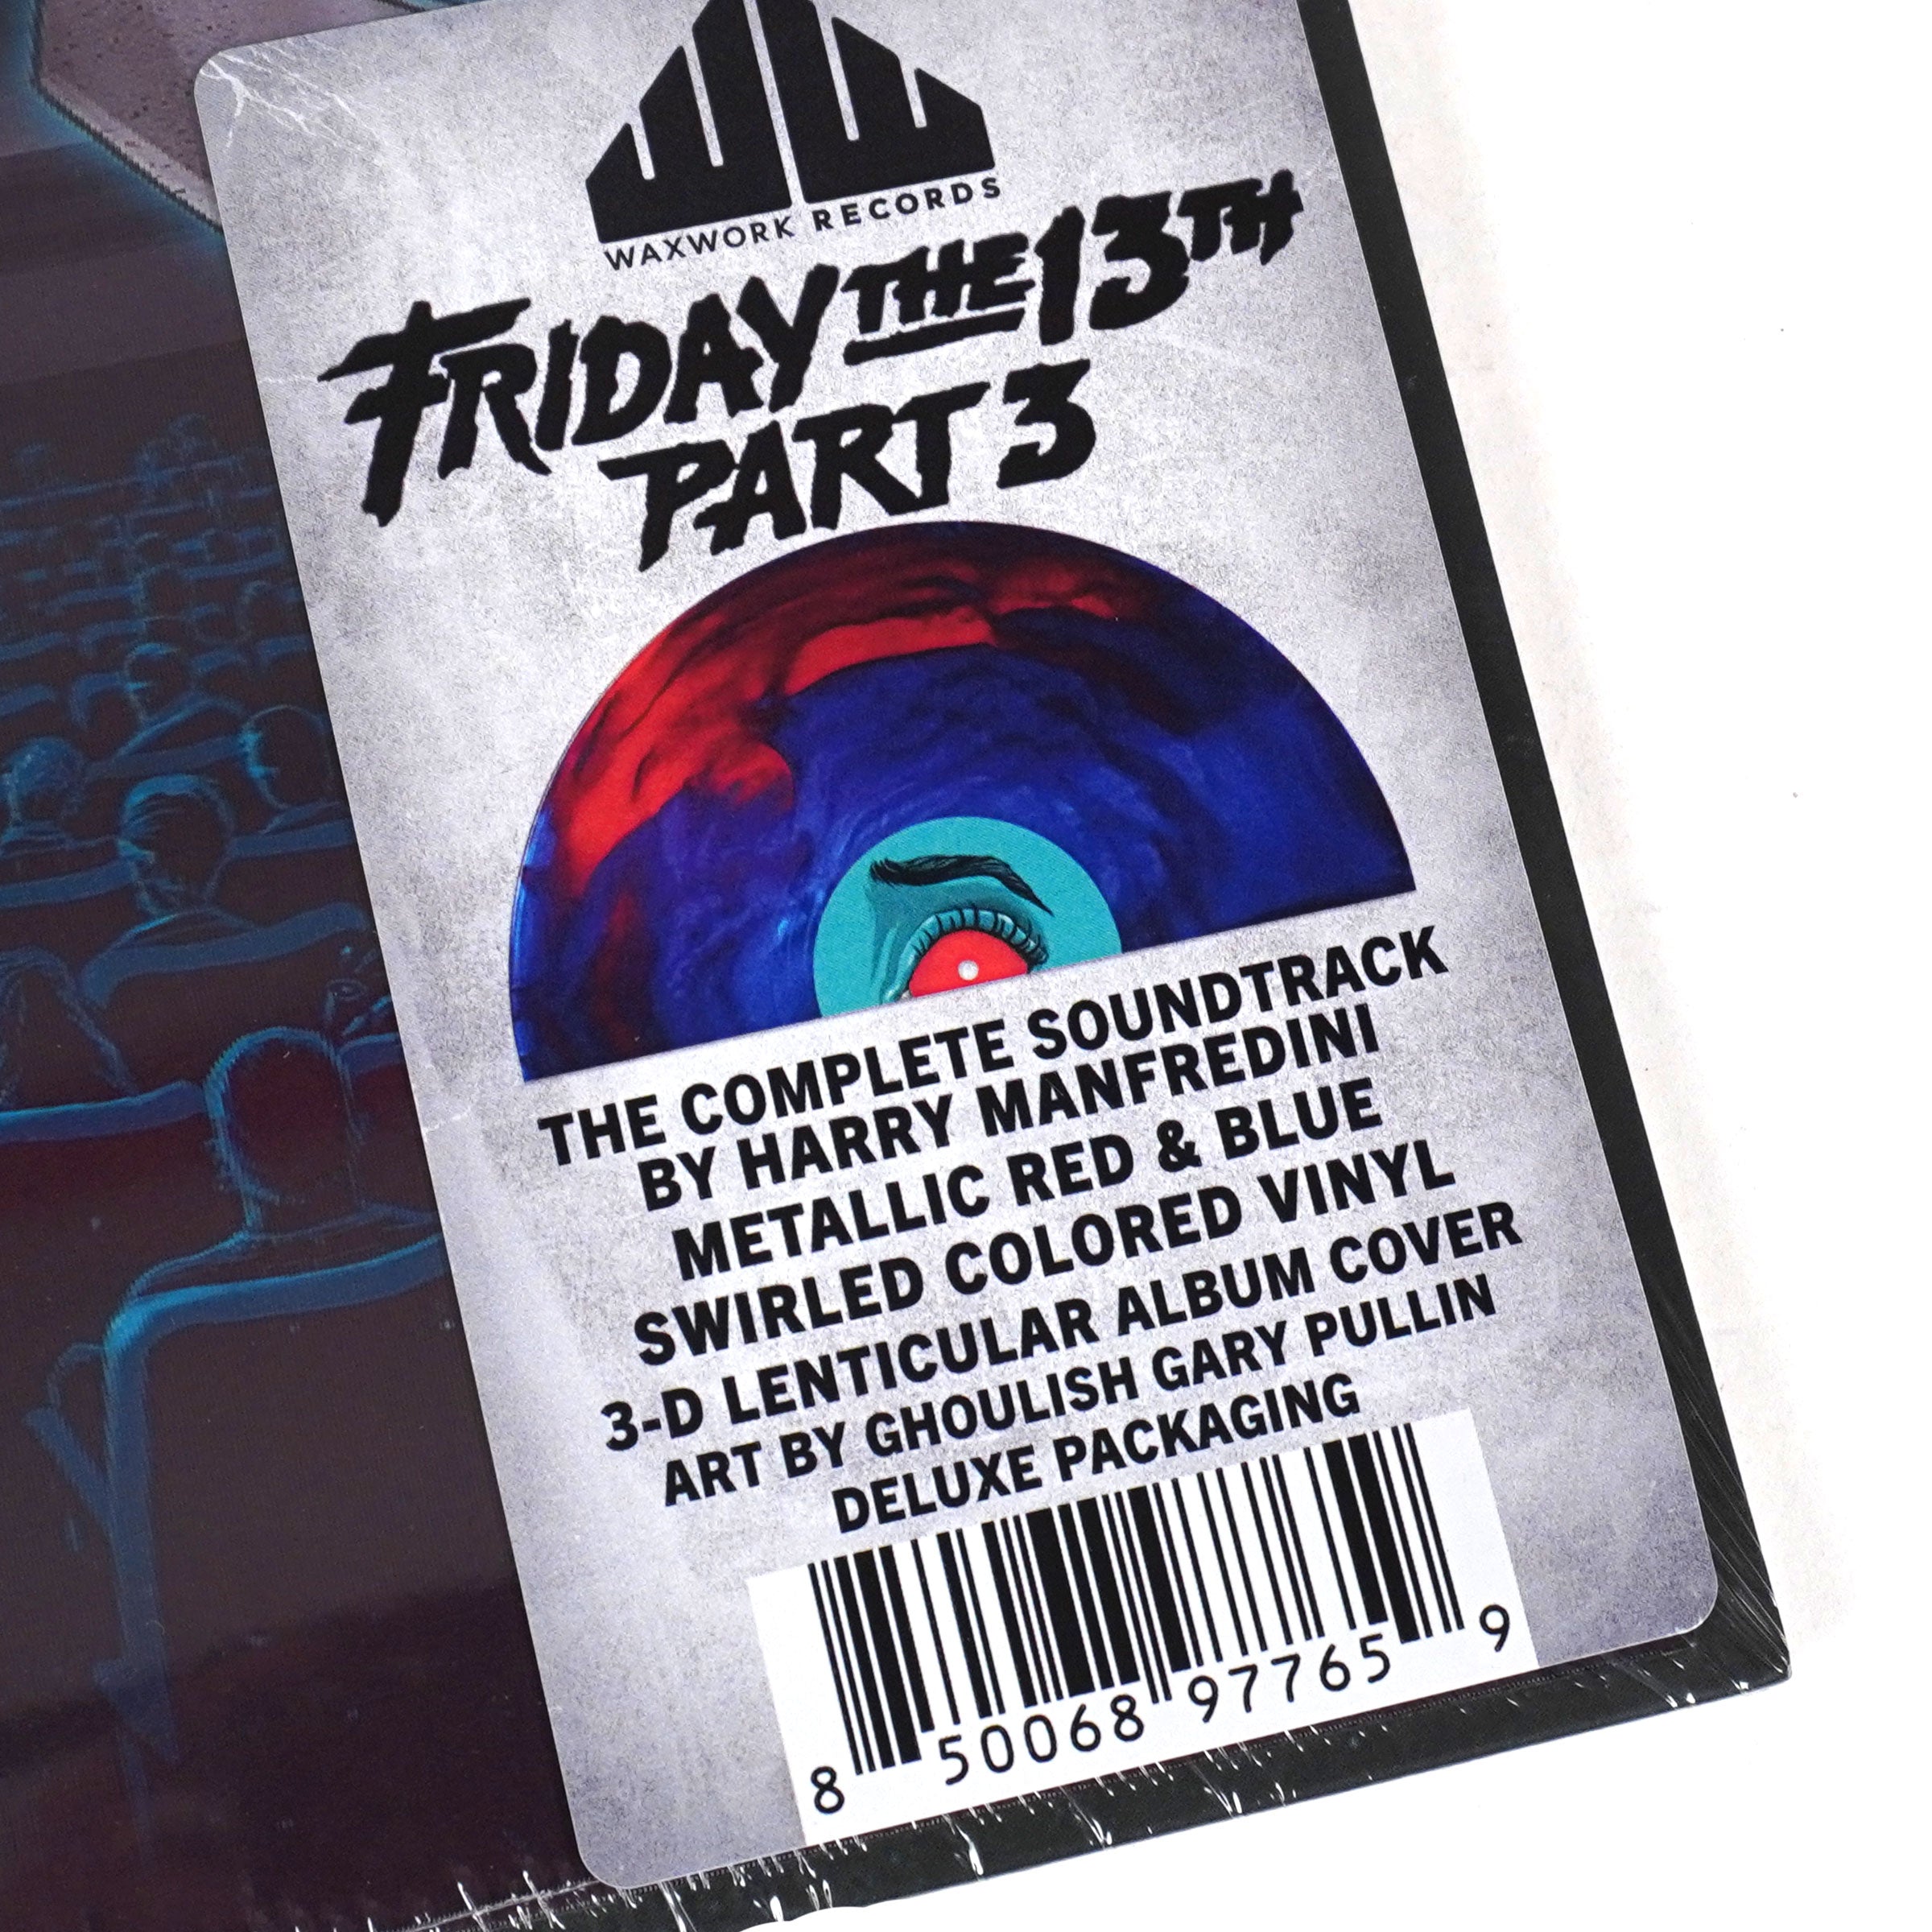 WAXWORK RECORDS
FRIDAY THE 13TH
PART 3
THE COMPLETE SOUNDTRACK
BY HARRY MANFREDINI
METALLIC RED & BLUE
SWIRLED COLORED VINYL
3-D LENTICULAR ALBUM COVER
ART BY GHOULISH GARY PULLIN
DELUXE PACKAGING
8 50068 97765 9